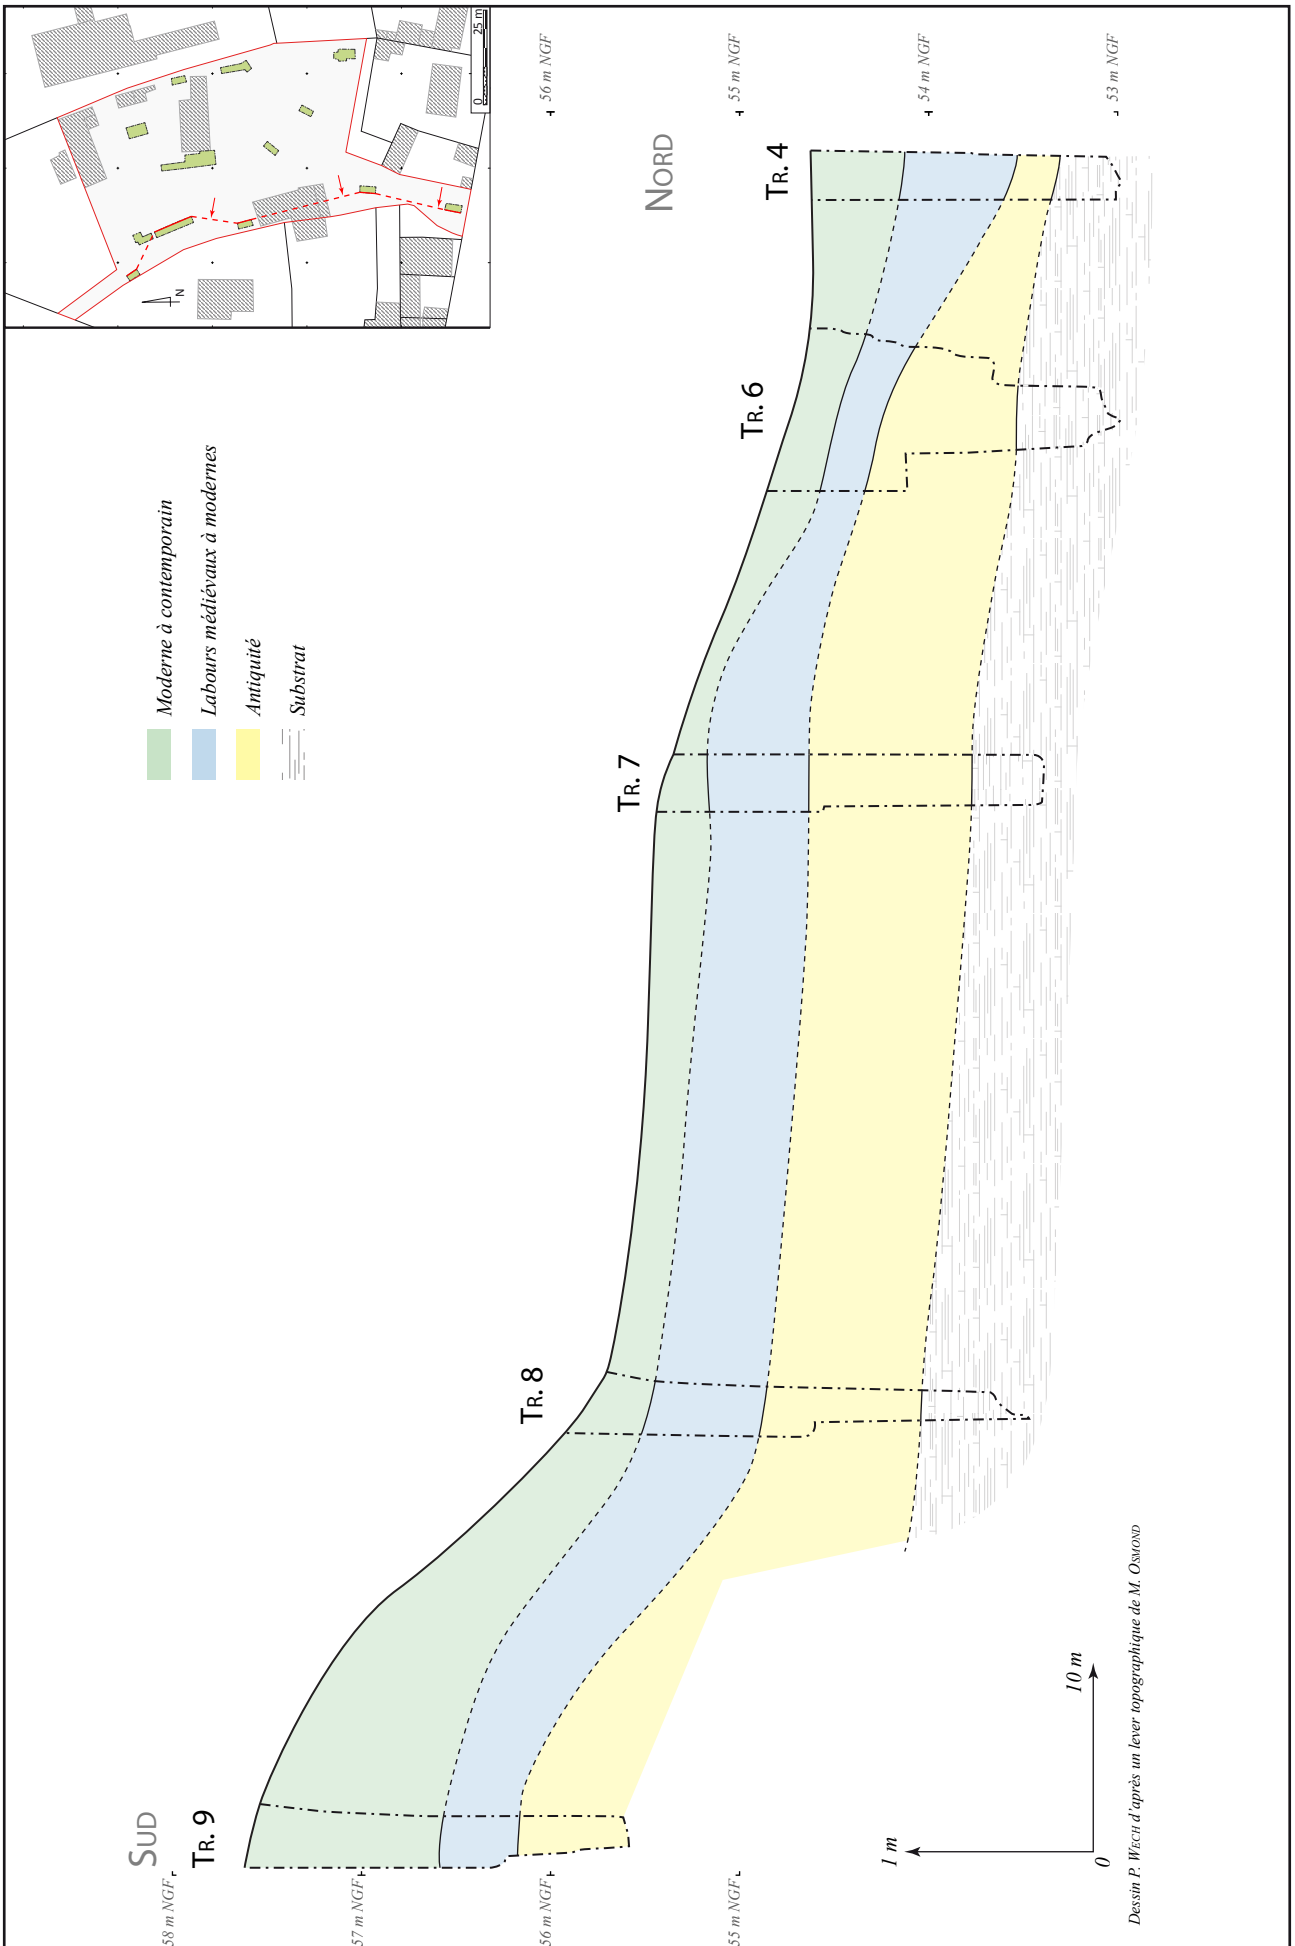 SUD
NORD
TR. 9
TR. 8
TR. 7
TR. 6
TR. 4
58 m NGF
57 m NGF
56 m NGF
55 m NGF
56 m NGF
55 m NGF
54 m NGF
53 m NGF
Moderne à contemporain
Labours médiévaux à modernes
Antiquité
Substrat
N
0 25 m
1 m
0
10 m
Dessin P. WECH d'après un lever topographique de M. OSMOND